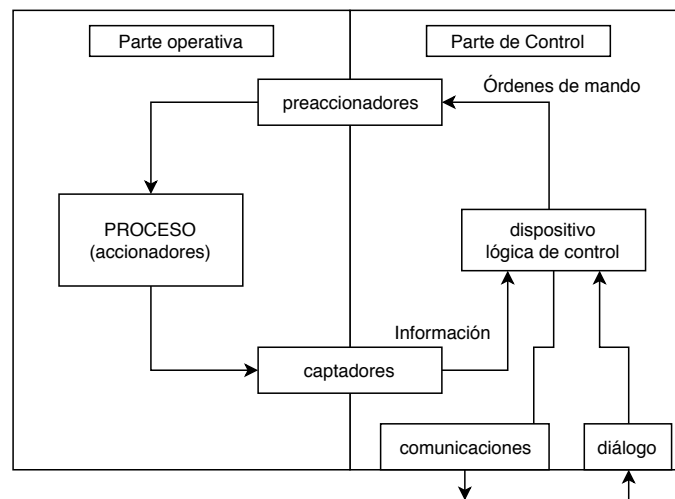 Parte operativa
Parte de Control
preaccionadores
Órdenes de mando
PROCESO
(accionadores)
dispositivo
lógica de control
Información
captadores
comunicaciones
diálogo